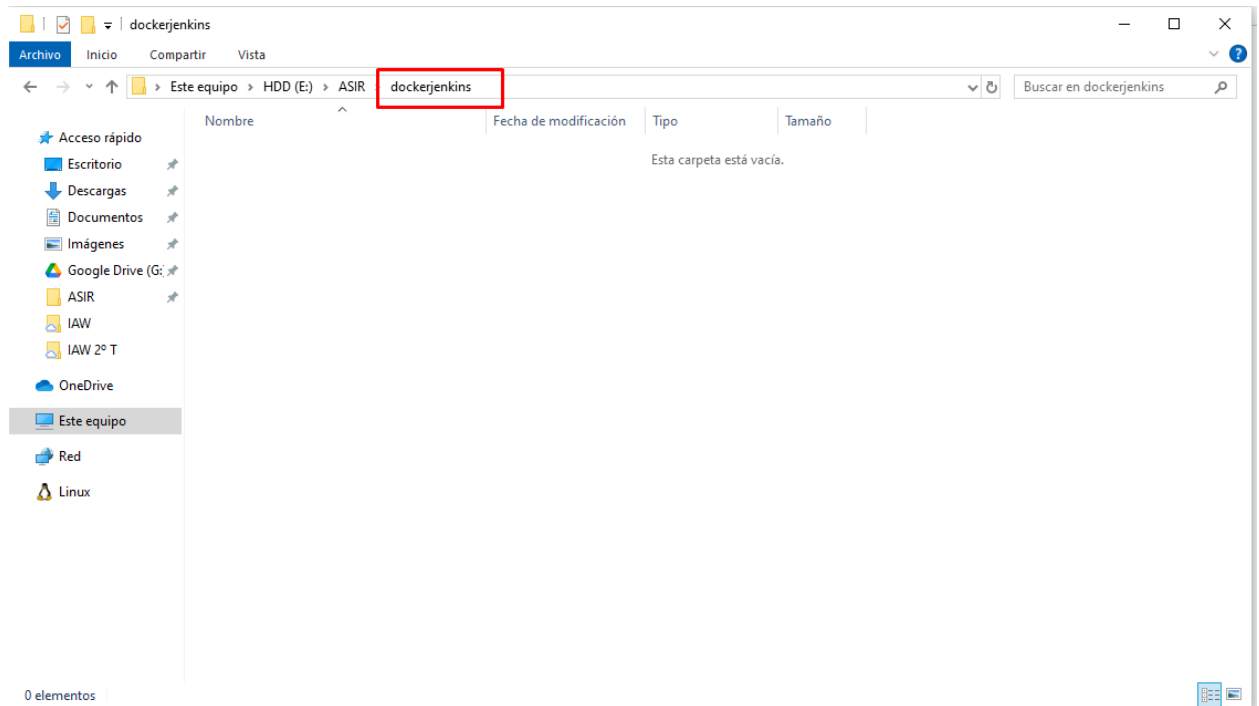 dockerjenkins
Archivo Inicio Compartir Vista
Este equipo > HDD (E:) > ASIR > dockerjenkins
Buscar en dockerjenkins
Nombre Fecha de modificación Tipo Tamaño
Esta carpeta está vacía.
Acceso rápido
Escritorio
Descargas
Documentos
Imágenes
Google Drive (G:)
ASIR
IAW
IAW 2º T
OneDrive
Este equipo
Red
Linux
0 elementos